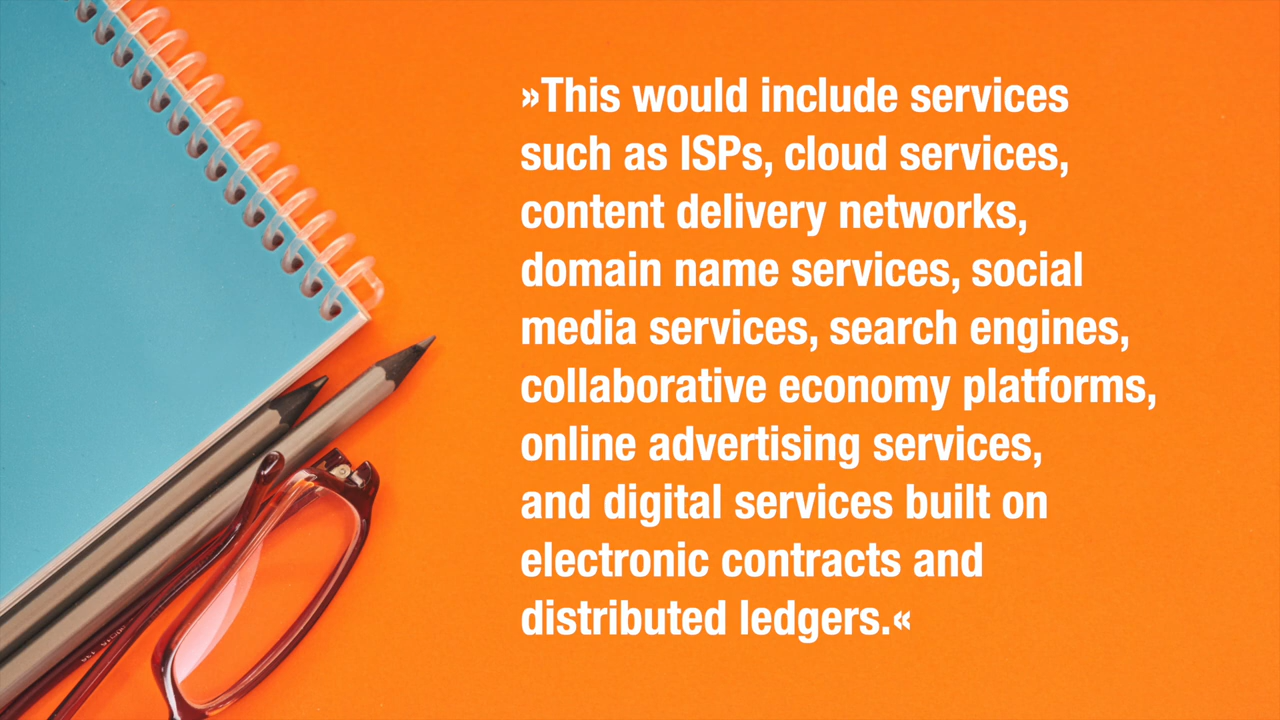 »This would include services
such as ISPs, cloud services,
content delivery networks,
domain name services, social
media services, search engines,
collaborative economy platforms,
online advertising services,
and digital services built on
electronic contracts and
distributed ledgers.«